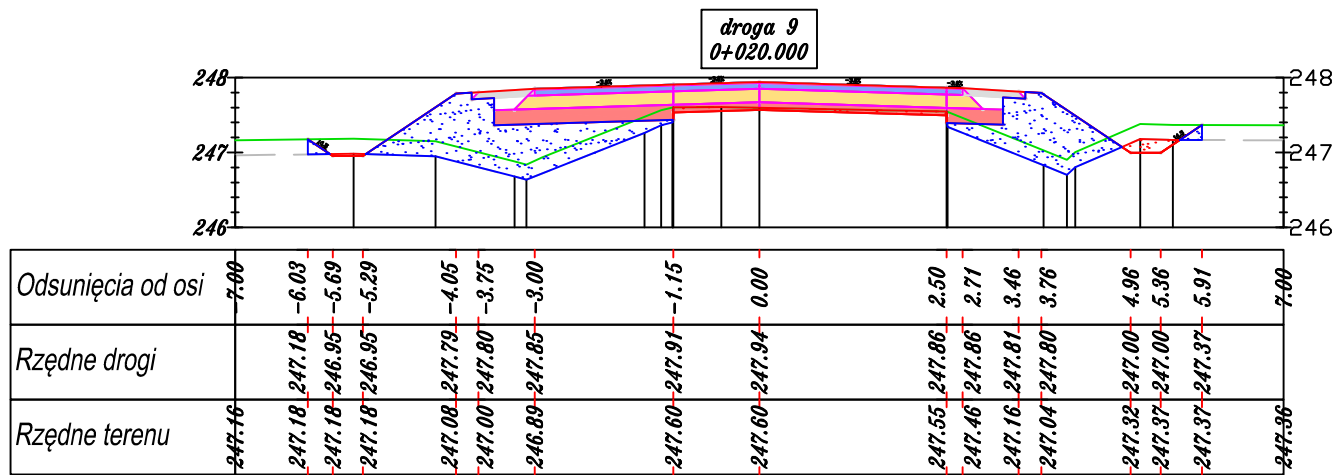 droga 9
0+020.000
248 248
247 247
246 246
Odsunięcia od osi -7.00 -6.03 -5.69 -5.29 -4.05 -3.75 -3.00 -1.15 0.00 2.50 2.71 3.46 3.76 4.96 5.36 5.91 7.00
Rzędne drogi 247.18 246.95 246.95 247.79 247.80 247.85 247.91 247.94 247.86 247.86 247.81 247.80 247.00 247.00 247.37
Rzędne terenu 247.16 247.18 247.18 247.18 247.08 247.00 246.89 247.60 247.60 247.55 247.46 247.16 247.04 247.32 247.37 247.37 247.36